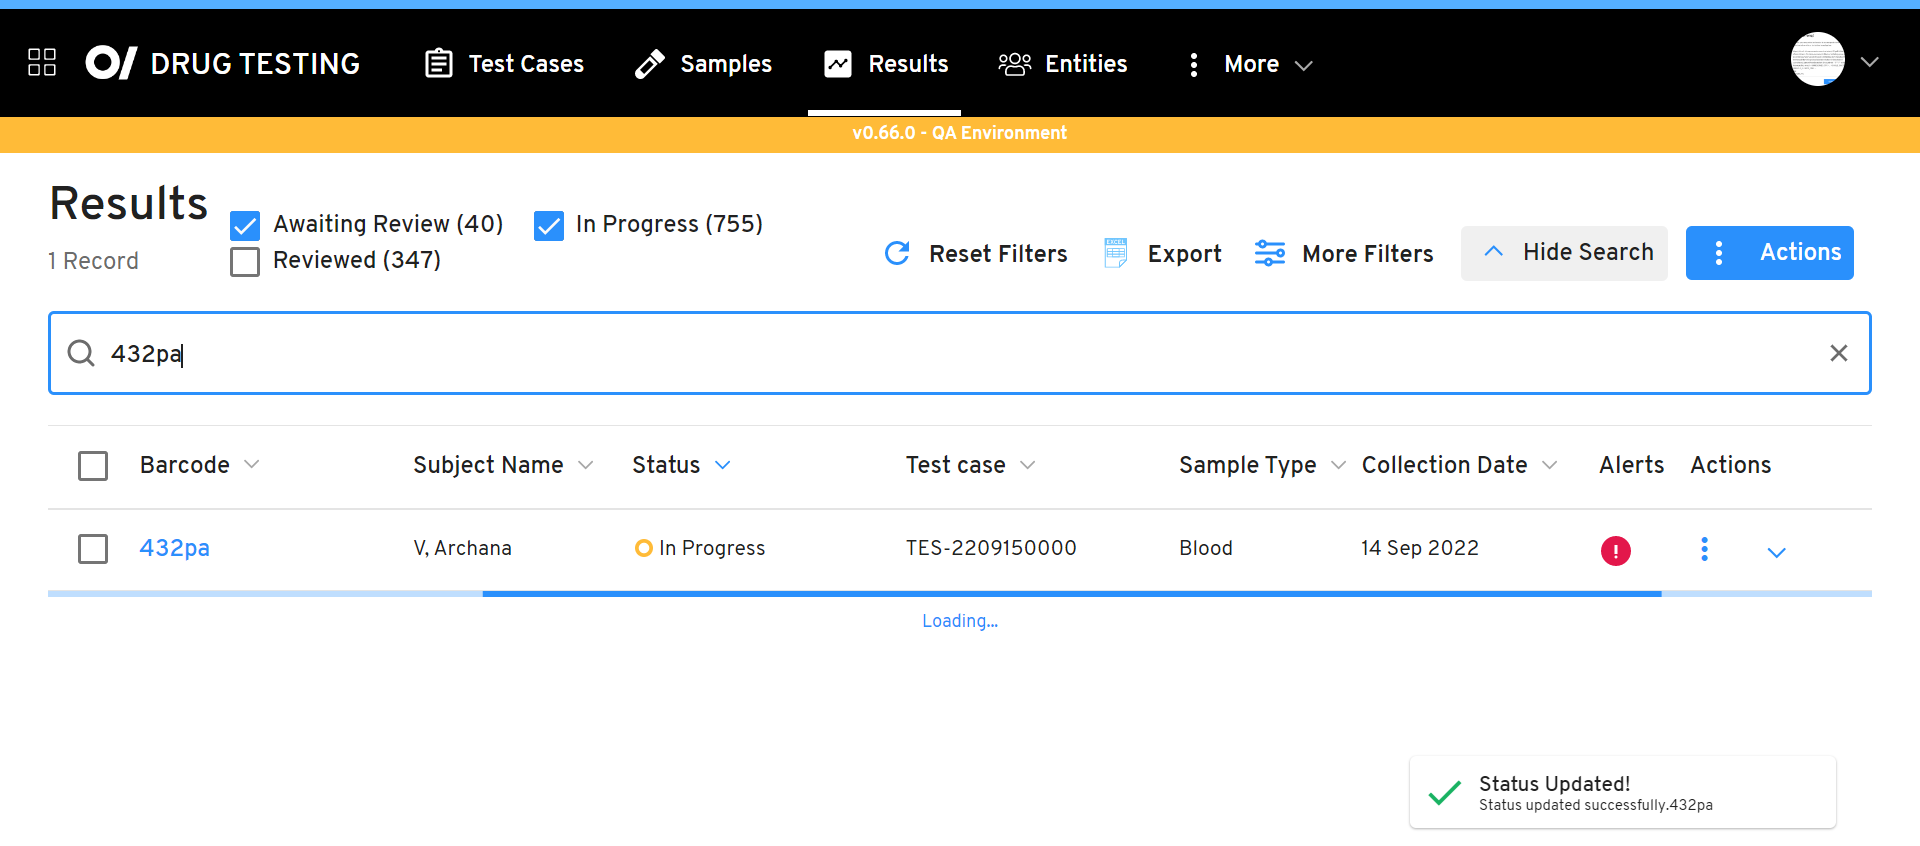 DRUG TESTING
Test Cases
Samples
Results
Entities
More
v0.66.0 - QA Environment
Results
1 Record
Awaiting Review (40)
In Progress (755)
Reviewed (347)
Reset Filters
Export
More Filters
Hide Search
Actions
432pa
Barcode
Subject Name
Status
Test case
Sample Type
Collection Date
Alerts
Actions
432pa
V, Archana
In Progress
TES-2209150000
Blood
14 Sep 2022
Loading...
Status Updated!
Status updated successfully.432pa